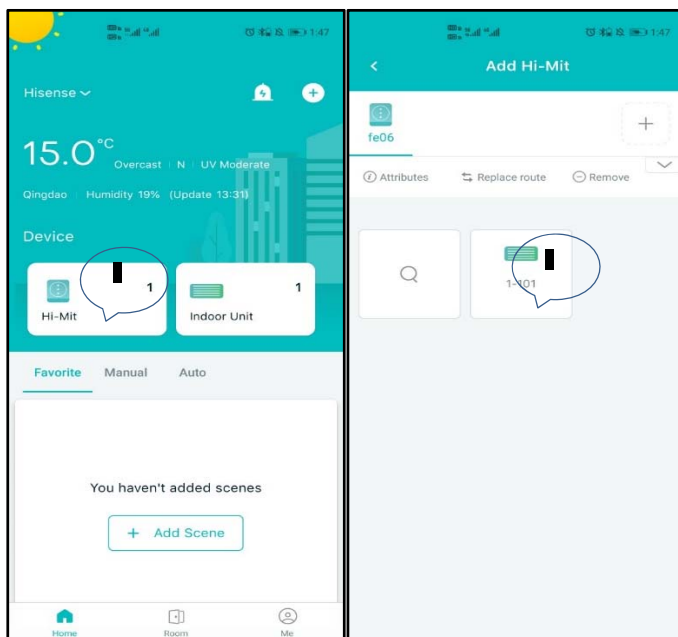 1:47
Hisense
15.0°C
Overcast | N | UV Moderate
Qingdao | Humidity 19% (Update 13:31)
Device
1
Hi-Mit
1
Indoor Unit
Favorite Manual Auto
You haven't added scenes
+ Add Scene
Home Room Me
1:47
Add Hi-Mit
fe06
Attributes Replace route Remove
1-101